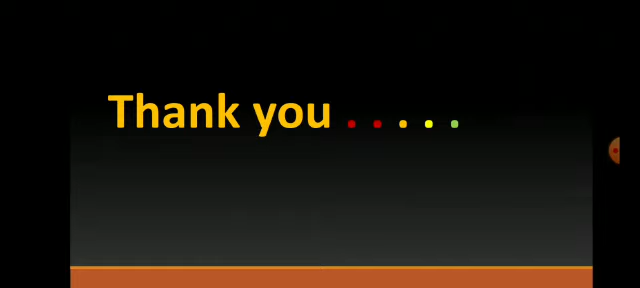 Thank you . . . . .